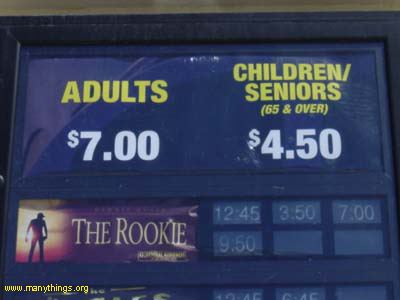 ADULTS
$7.00
CHILDREN/
SENIORS
(65 & OVER)
$4.50
THE ROOKIE
12:45 3:50 7:00
9:50
www.manythings.org